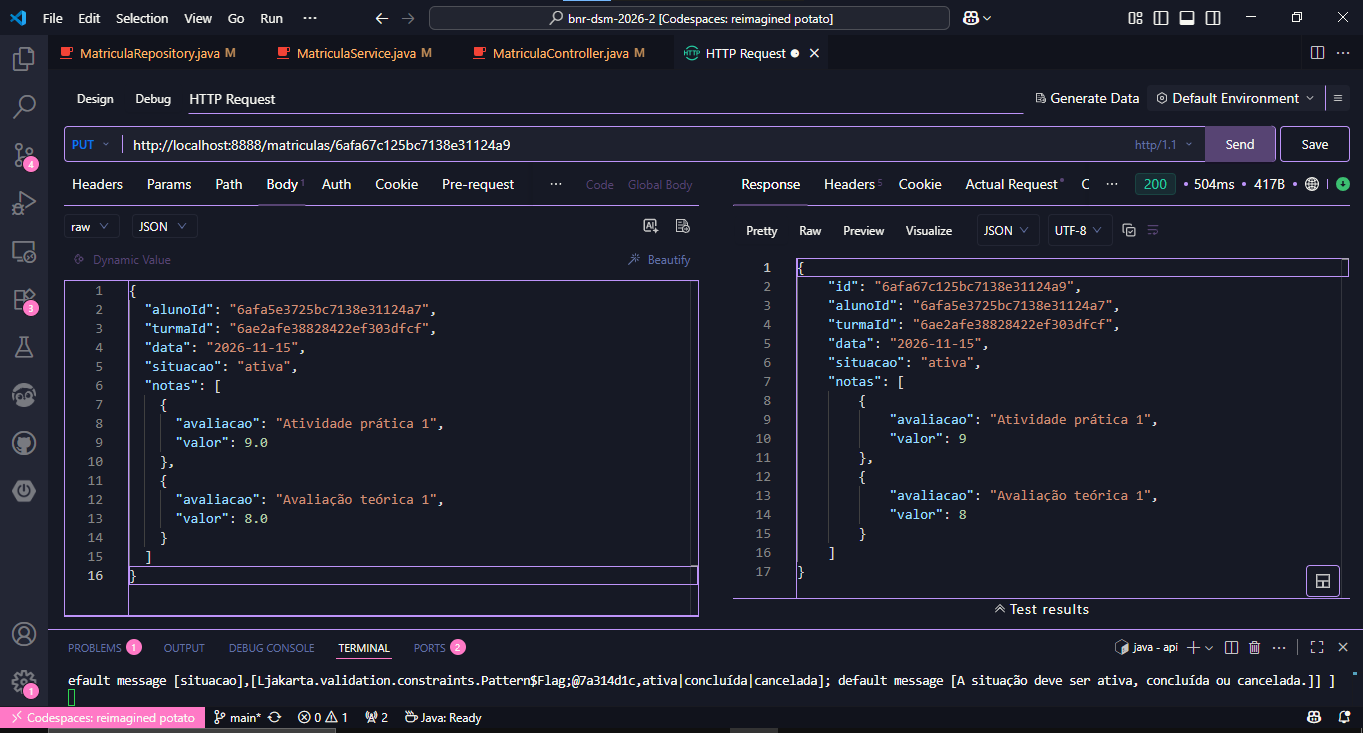 File Edit Selection View Go Run ··· bnr-dsm-2026-2 [Codespaces: reimagined potato]
MatriculaRepository.java M MatriculaService.java M MatriculaController.java M HTTP HTTP Request
Design Debug HTTP Request Generate Data Default Environment
PUT http://localhost:8888/matriculas/6afa67c125bc7138e31124a9 http/1.1 Send Save
Headers Params Path Body 1 Auth Cookie Pre-request ··· Code Global Body
Response Headers 5 Cookie Actual Request C ··· 200 • 504ms • 417B •
raw JSON
Pretty Raw Preview Visualize JSON UTF-8
Dynamic Value Beautify
1 {
2 "alunoId": "6afa5e3725bc7138e31124a7",
3 "turmaId": "6ae2afe38828422ef303dfcf",
4 "data": "2026-11-15",
5 "situacao": "ativa",
6 "notas": [
7 {
8 "avaliacao": "Atividade prática 1",
9 "valor": 9.0
10 },
11 {
12 "avaliacao": "Avaliação teórica 1",
13 "valor": 8.0
14 }
15 ]
16 }
1 {
2 "id": "6afa67c125bc7138e31124a9",
3 "alunoId": "6afa5e3725bc7138e31124a7",
4 "turmaId": "6ae2afe38828422ef303dfcf",
5 "data": "2026-11-15",
6 "situacao": "ativa",
7 "notas": [
8 {
9 "avaliacao": "Atividade prática 1",
10 "valor": 9
11 },
12 {
13 "avaliacao": "Avaliação teórica 1",
14 "valor": 8
15 }
16 ]
17 }
Test results
4
3
1
PROBLEMS 1 OUTPUT DEBUG CONSOLE TERMINAL PORTS 2 java - api
efault message [situacao],[Ljakarta.validation.constraints.Pattern$Flag;@7a314d1c,ativa|concluída|cancelada]; default message [A situação deve ser ativa, concluída ou cancelada.]] ]
Codespaces: reimagined potato main* 0 1 2 Java: Ready